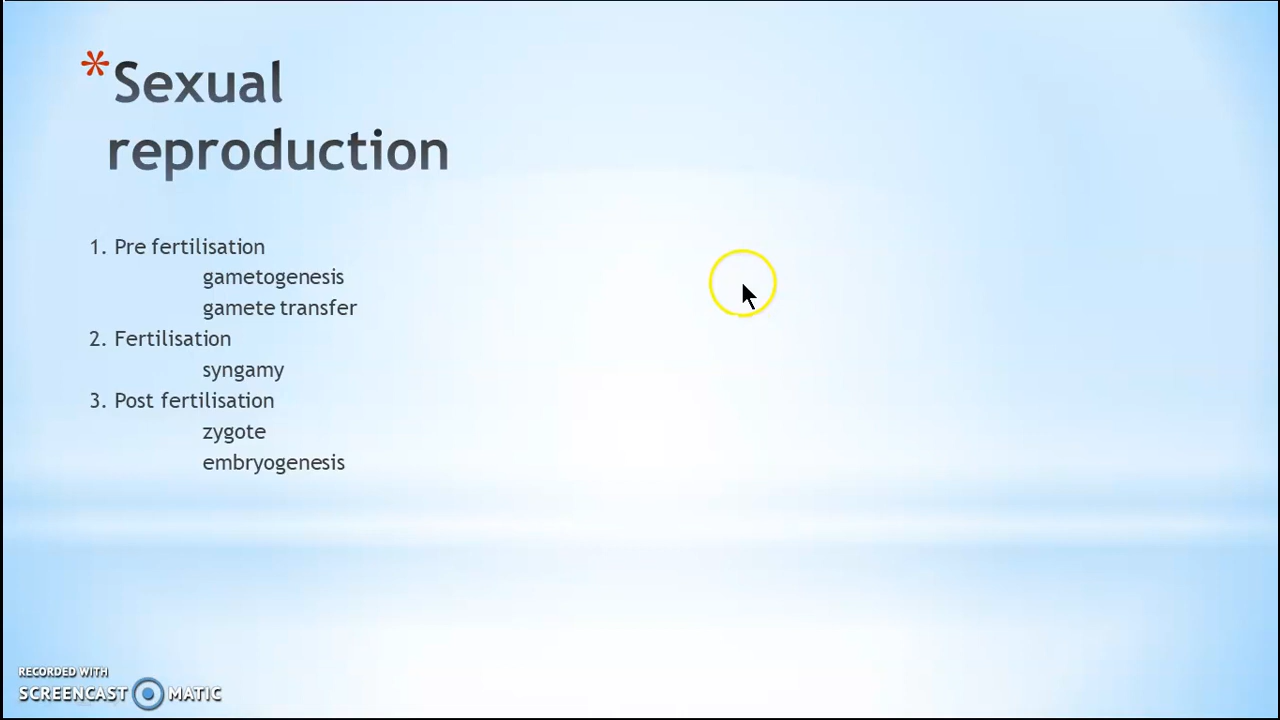 *Sexual
reproduction
1. Pre fertilisation
gametogenesis
gamete transfer
2. Fertilisation
syngamy
3. Post fertilisation
zygote
embryogenesis
RECORDED WITH
SCREENCAST MATIC